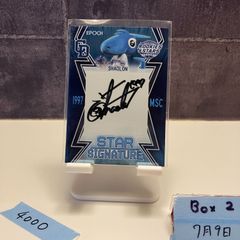 EPOCH
SHAOLON
1997
MSC
STAR
SIGNATURE
4000
Box 2
7月9日